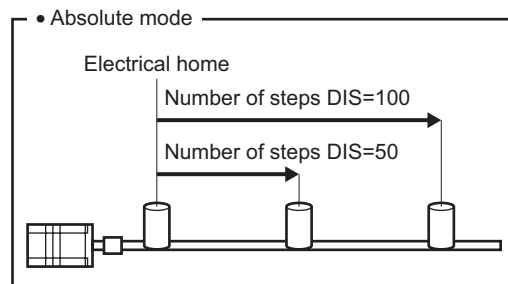 • Absolute mode
Electrical home
Number of steps DIS=100
Number of steps DIS=50